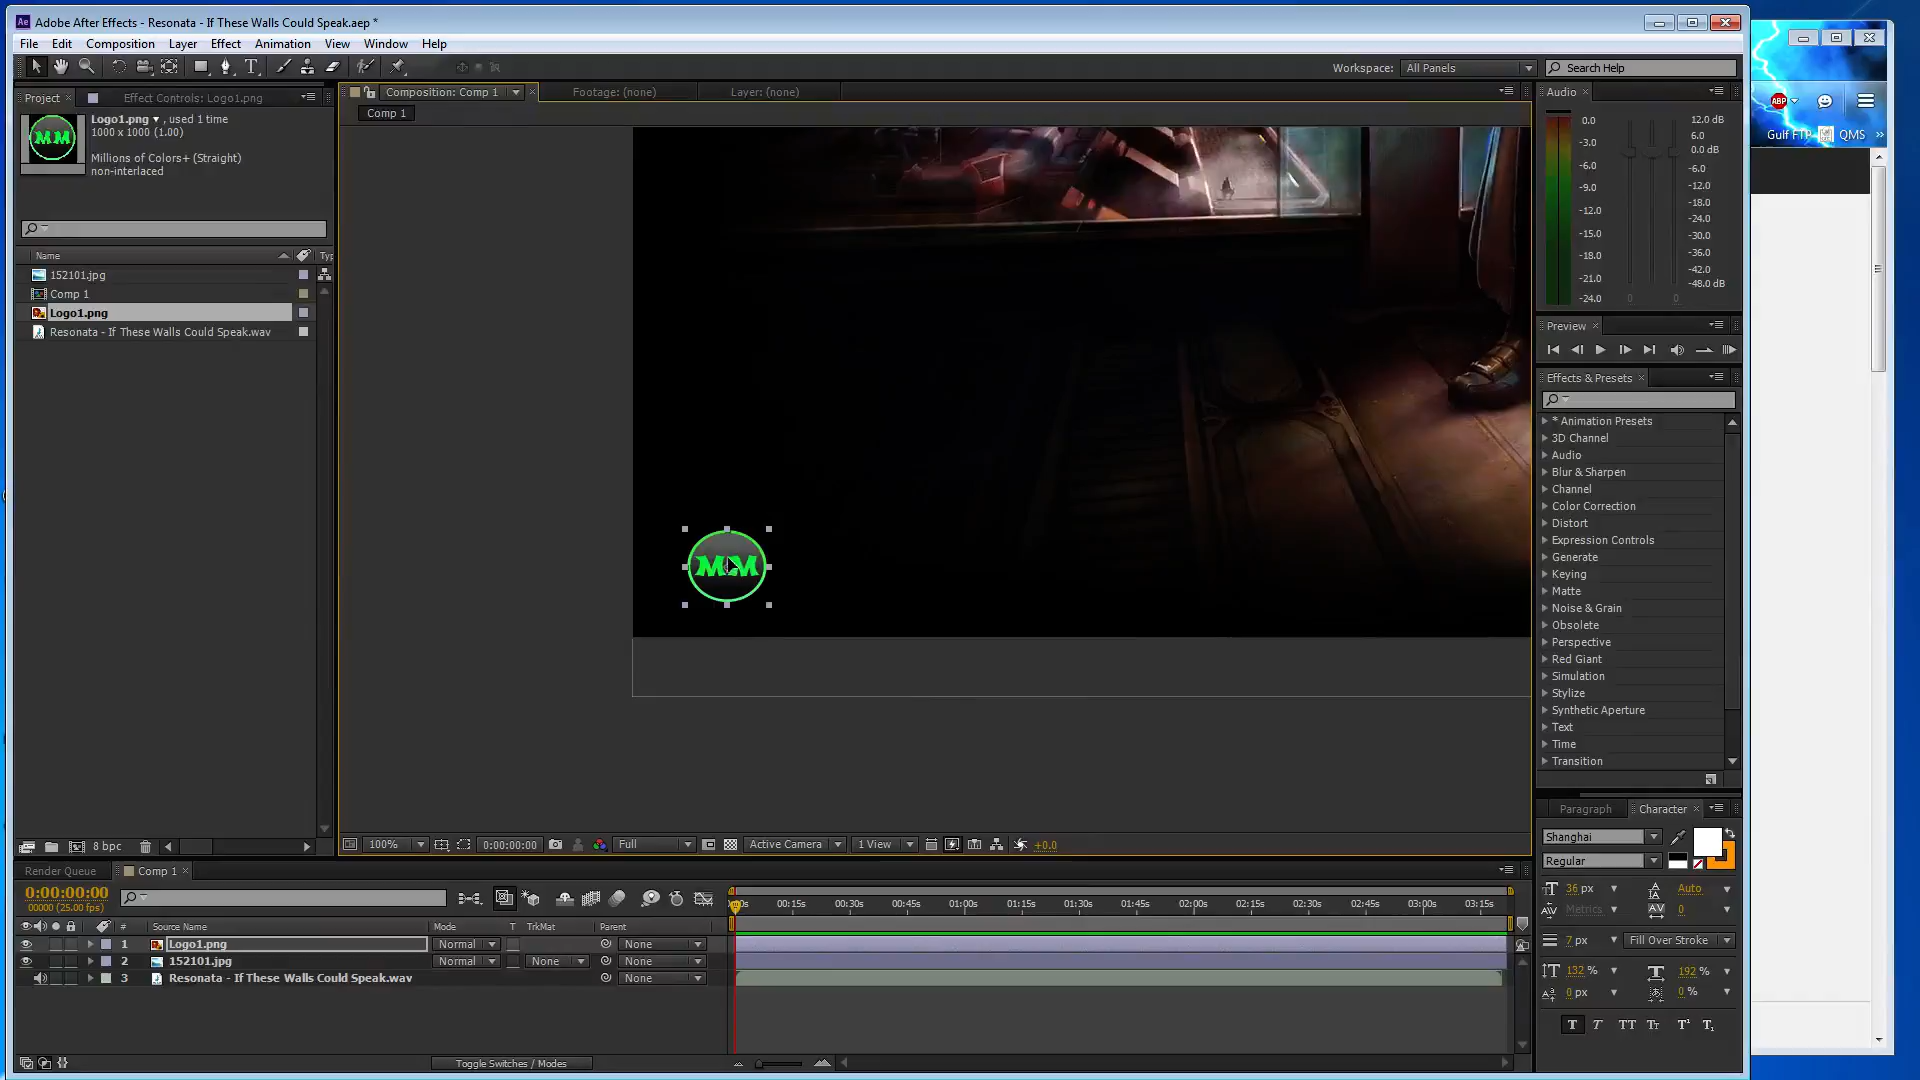 Adobe After Effects - Resonata - If These Walls Could Speak.aep *
File Edit Composition Layer Effect Animation View Window Help
Workspace: All Panels Search Help
Project Effect Controls: Logo1.png
Composition: Comp 1 Footage: (none) Layer: (none)
Comp 1
Logo1.png , used 1 time
1000 x 1000 (1.00)
Millions of Colors+ (Straight)
non-interlaced
MM
Name Typ
152101.jpg
Comp 1
Logo1.png
Resonata - If These Walls Could Speak.wav
8 bpc
MM
100% 0:00:00:00 Full Active Camera 1 View +0.0
Audio
0.0
-3.0
-6.0
-9.0
-12.0
-15.0
-18.0
-21.0
-24.0
12.0 dB
6.0
0.0 dB
-6.0
-12.0
-18.0
-24.0
-30.0
-36.0
-42.0
-48.0 dB
0 0
Preview
Effects & Presets
* Animation Presets
3D Channel
Audio
Blur & Sharpen
Channel
Color Correction
Distort
Expression Controls
Generate
Keying
Matte
Noise & Grain
Obsolete
Perspective
Red Giant
Simulation
Stylize
Synthetic Aperture
Text
Time
Transition
Paragraph Character
Shanghai
Regular
36 px Auto
Metrics 0
7 px Fill Over Stroke
132 % 192 %
0 px 0 %
T T TT TT T¹ T₁
Render Queue Comp 1
0:00:00:00
00000 (25.00 fps)
00:15s 00:30s 00:45s 01:00s 01:15s 01:30s 01:45s 02:00s 02:15s 02:30s 02:45s 03:00s 03:15s
# Source Name Mode T TrkMat Parent
1 Logo1.png Normal None
2 152101.jpg Normal None None
3 Resonata - If These Walls Could Speak.wav None
Toggle Switches / Modes
ABP
Gulf FTP QMS »